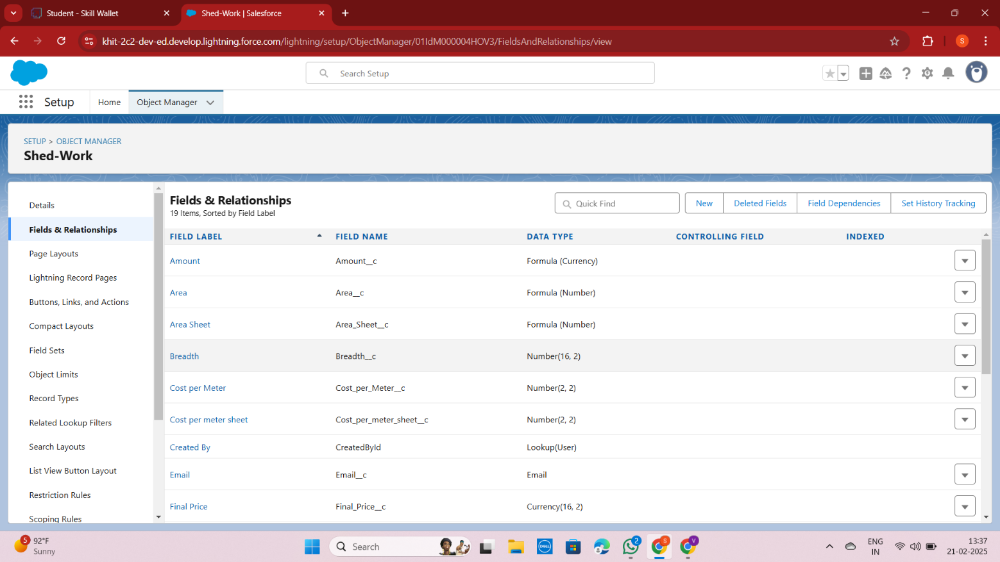 Student - Skill Wallet
Shed-Work | Salesforce
khit-2c2-dev-ed.develop.lightning.force.com/lightning/setup/ObjectManager/01IdM000004HOV3/FieldsAndRelationships/view
S
Search Setup
Setup
Home
Object Manager
SETUP > OBJECT MANAGER
Shed-Work
Details
Fields & Relationships
Page Layouts
Lightning Record Pages
Buttons, Links, and Actions
Compact Layouts
Field Sets
Object Limits
Record Types
Related Lookup Filters
Search Layouts
List View Button Layout
Restriction Rules
Scoping Rules
Fields & Relationships
19 Items, Sorted by Field Label
Quick Find
New
Deleted Fields
Field Dependencies
Set History Tracking
FIELD LABEL FIELD NAME DATA TYPE CONTROLLING FIELD INDEXED
Amount Amount__c Formula (Currency)
Area Area__c Formula (Number)
Area Sheet Area_Sheet__c Formula (Number)
Breadth Breadth__c Number(16, 2)
Cost per Meter Cost_per_Meter__c Number(2, 2)
Cost per meter sheet Cost_per_meter_sheet__c Number(2, 2)
Created By CreatedById Lookup(User)
Email Email__c Email
Final Price Final_Price__c Currency(16, 2)
5
92°F
Sunny
Search
DELL
2
S
V
ENG
IN
13:37
21-02-2025